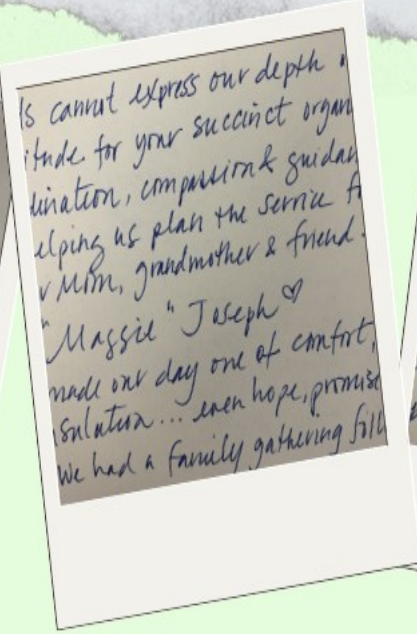 ls cannot express our depth
itude for your succinct organ
dination, compassion & guidan
elping us plan the service f
r Mom, grandmother & friend.
"Maggie" Joseph ♡
made our day one of comfort,
nsolation... even hope, promise
We had a family gathering fill